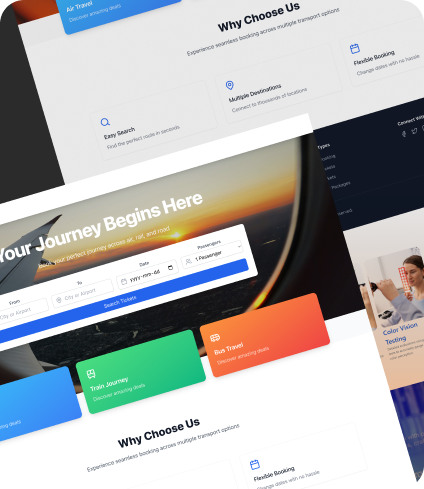 Air Travel
Discover amazing deals
Why Choose Us
Experience seamless booking across multiple transport options
Easy Search
Find the perfect route in seconds
Multiple Destinations
Connect to thousands of locations
Flexible Booking
Change dates with no hassle
Types
Connect With
Packages
Your Journey Begins Here
your perfect journey across air, rail, and road
From
City or Airport
To
City or Airport
Date
yyyy-mm-dd
Passengers
1 Passenger
Search Tickets
deals
Train Journey
Discover amazing deals
Bus Travel
Discover amazing deals
Color Vision
Testing
Why Choose Us
Experience seamless booking across multiple transport options
Flexible Booking
Change dates with no hassle